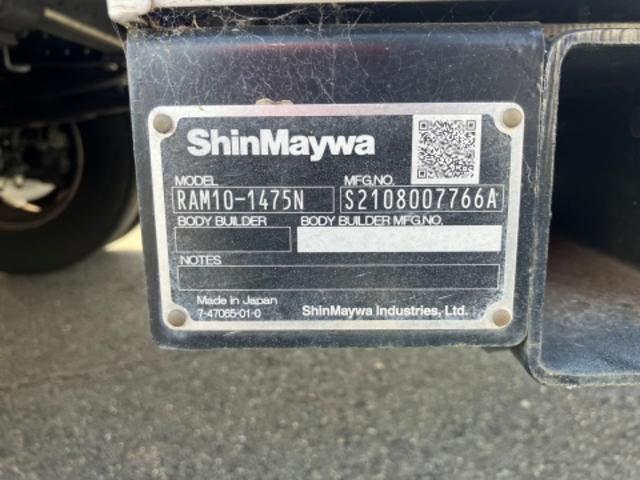 ShinMaywa
MODEL MFG.NO.
RAM10-1475N S2108007766A
BODY BUILDER BODY BUILDER MFG.NO.
NOTES
Made in Japan
7-47065-01-0 ShinMaywa Industries, Ltd.